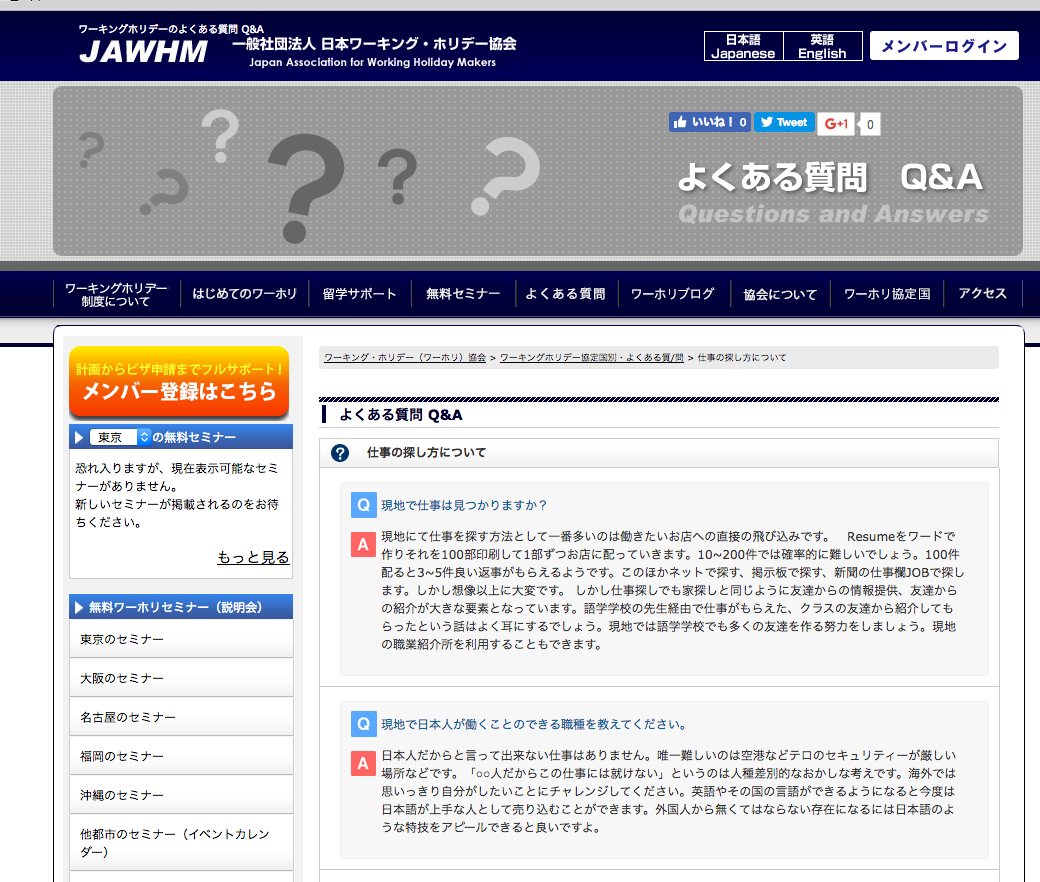 ワーキングホリデーのよくある質問 Q&A
JAWHM 一般社団法人 日本ワーキング・ホリデー協会
Japan Association for Working Holiday Makers
日本語 Japanese
英語 English
メンバーログイン
いいね！ 0 Tweet G+1 0
よくある質問　Q&A
Questions and Answers
ワーキングホリデー制度について
はじめてのワーホリ
留学サポート
無料セミナー
よくある質問
ワーホリブログ
協会について
ワーホリ協定国
アクセス
計画からビザ申請までフルサポート！
メンバー登録はこちら
東京 の無料セミナー
恐れ入りますが、現在表示可能なセミ
ナーがありません。
新しいセミナーが掲載されるのをお待
ちください。
もっと見る
無料ワーホリセミナー（説明会）
東京のセミナー
大阪のセミナー
名古屋のセミナー
福岡のセミナー
沖縄のセミナー
他都市のセミナー（イベントカレン
ダー）
ワーキング・ホリデー（ワーホリ）協会 > ワーキングホリデー協定国別・よくある質/問 > 仕事の探し方について
よくある質問 Q&A
? 仕事の探し方について
Q 現地で仕事は見つかりますか？
A 現地にて仕事を探す方法として一番多いのは働きたいお店への直接の飛び込みです。　Resumeをワードで
作りそれを100部印刷して1部ずつお店に配っていきます。10~200件では確率的に難しいでしょう。100件
配ると3~5件良い返事がもらえるようです。このほかネットで探す、掲示板で探す、新聞の仕事欄JOBで探し
ます。しかし想像以上に大変です。 しかし仕事探しでも家探しと同じように友達からの情報提供、友達から
の紹介が大きな要素となっています。語学学校の先生経由で仕事がもらえた、クラスの友達から紹介しても
らったという話はよく耳にするでしょう。現地では語学学校でも多くの友達を作る努力をしましょう。現地
の職業紹介所を利用することもできます。
Q 現地で日本人が働くことのできる職種を教えてください。
A 日本人だからと言って出来ない仕事はありません。唯一難しいのは空港などテロのセキュリティーが厳しい
場所などです。「○○人だからこの仕事には就けない」というのは人種差別的なおかしな考えです。海外では
思いっきり自分がしたいことにチャレンジしてください。英語やその国の言語ができるようになると今度は
日本語が上手な人として売り込むことができます。外国人から無くてはならない存在になるには日本語のよ
うな特技をアピールできると良いですよ。